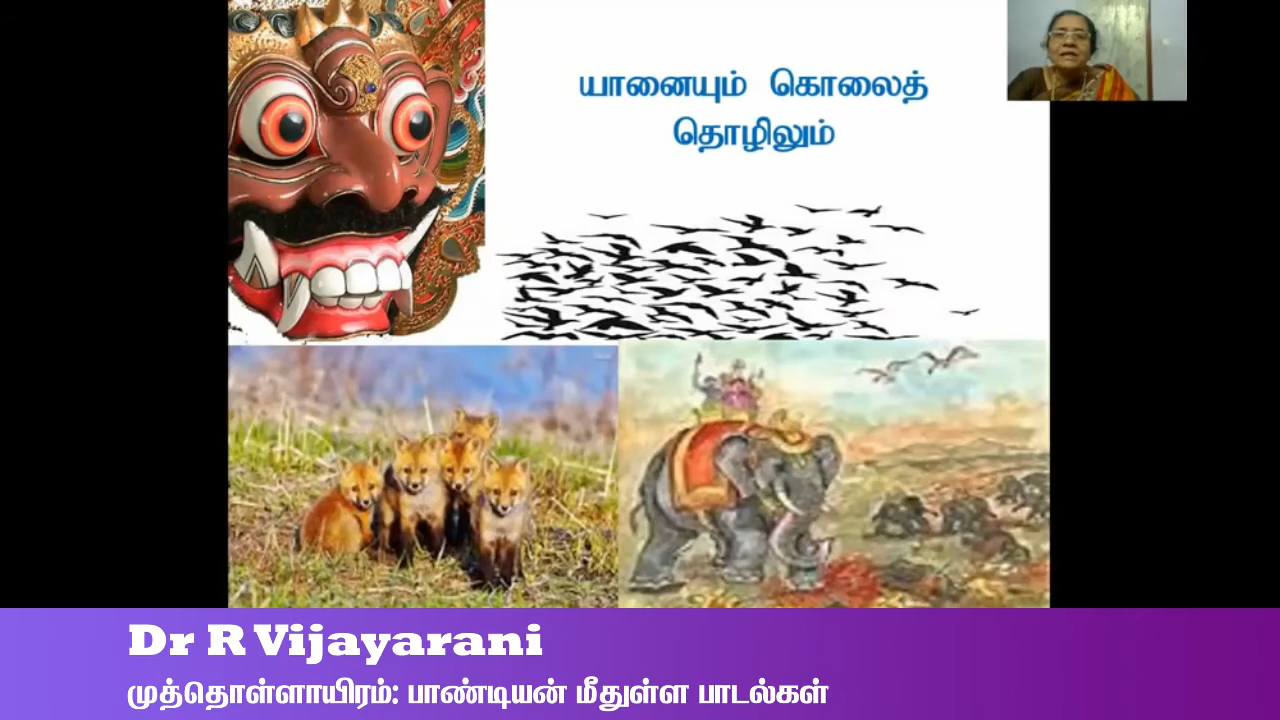 யானையும் கொலைத்
தொழிலும்
Dr R Vijayarani
முத்தொள்ளாயிரம்: பாண்டியன் மீதுள்ள பாடல்கள்